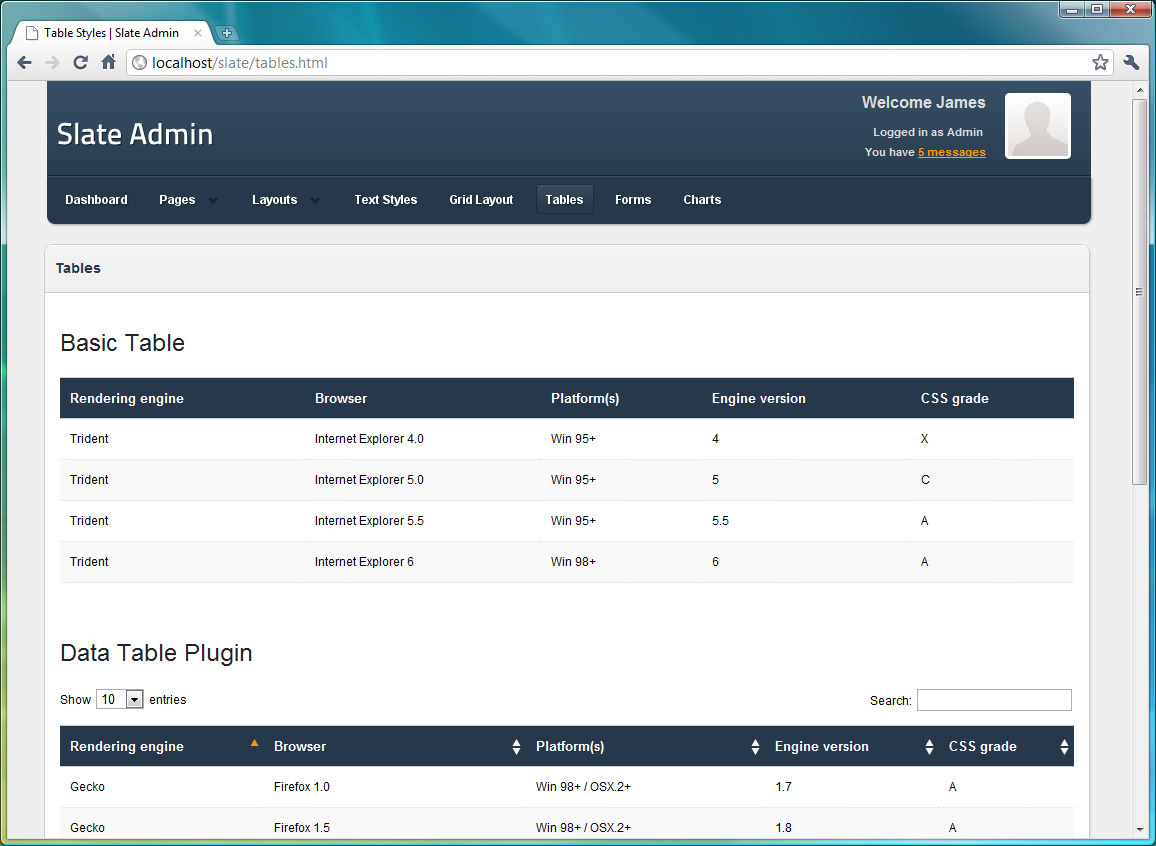 Table Styles | Slate Admin
localhost/slate/tables.html
Welcome James
Slate Admin
Logged in as Admin
You have 5 messages
Dashboard Pages Layouts Text Styles Grid Layout Tables Forms Charts
Tables
Basic Table
Rendering engine Browser Platform(s) Engine version CSS grade
Trident Internet Explorer 4.0 Win 95+ 4 X
Trident Internet Explorer 5.0 Win 95+ 5 C
Trident Internet Explorer 5.5 Win 95+ 5.5 A
Trident Internet Explorer 6 Win 98+ 6 A
Data Table Plugin
Show 10 entries Search:
Rendering engine Browser Platform(s) Engine version CSS grade
Gecko Firefox 1.0 Win 98+ / OSX.2+ 1.7 A
Gecko Firefox 1.5 Win 98+ / OSX.2+ 1.8 A